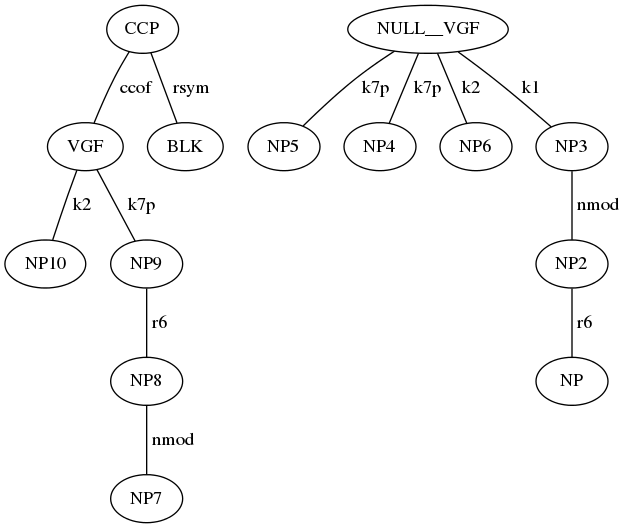 CCP NULL__VGF
ccof rsym k7p k7p k2 k1
VGF BLK NP5 NP4 NP6 NP3
k2 k7p nmod
NP10 NP9 NP2
r6 r6
NP8 NP
nmod
NP7